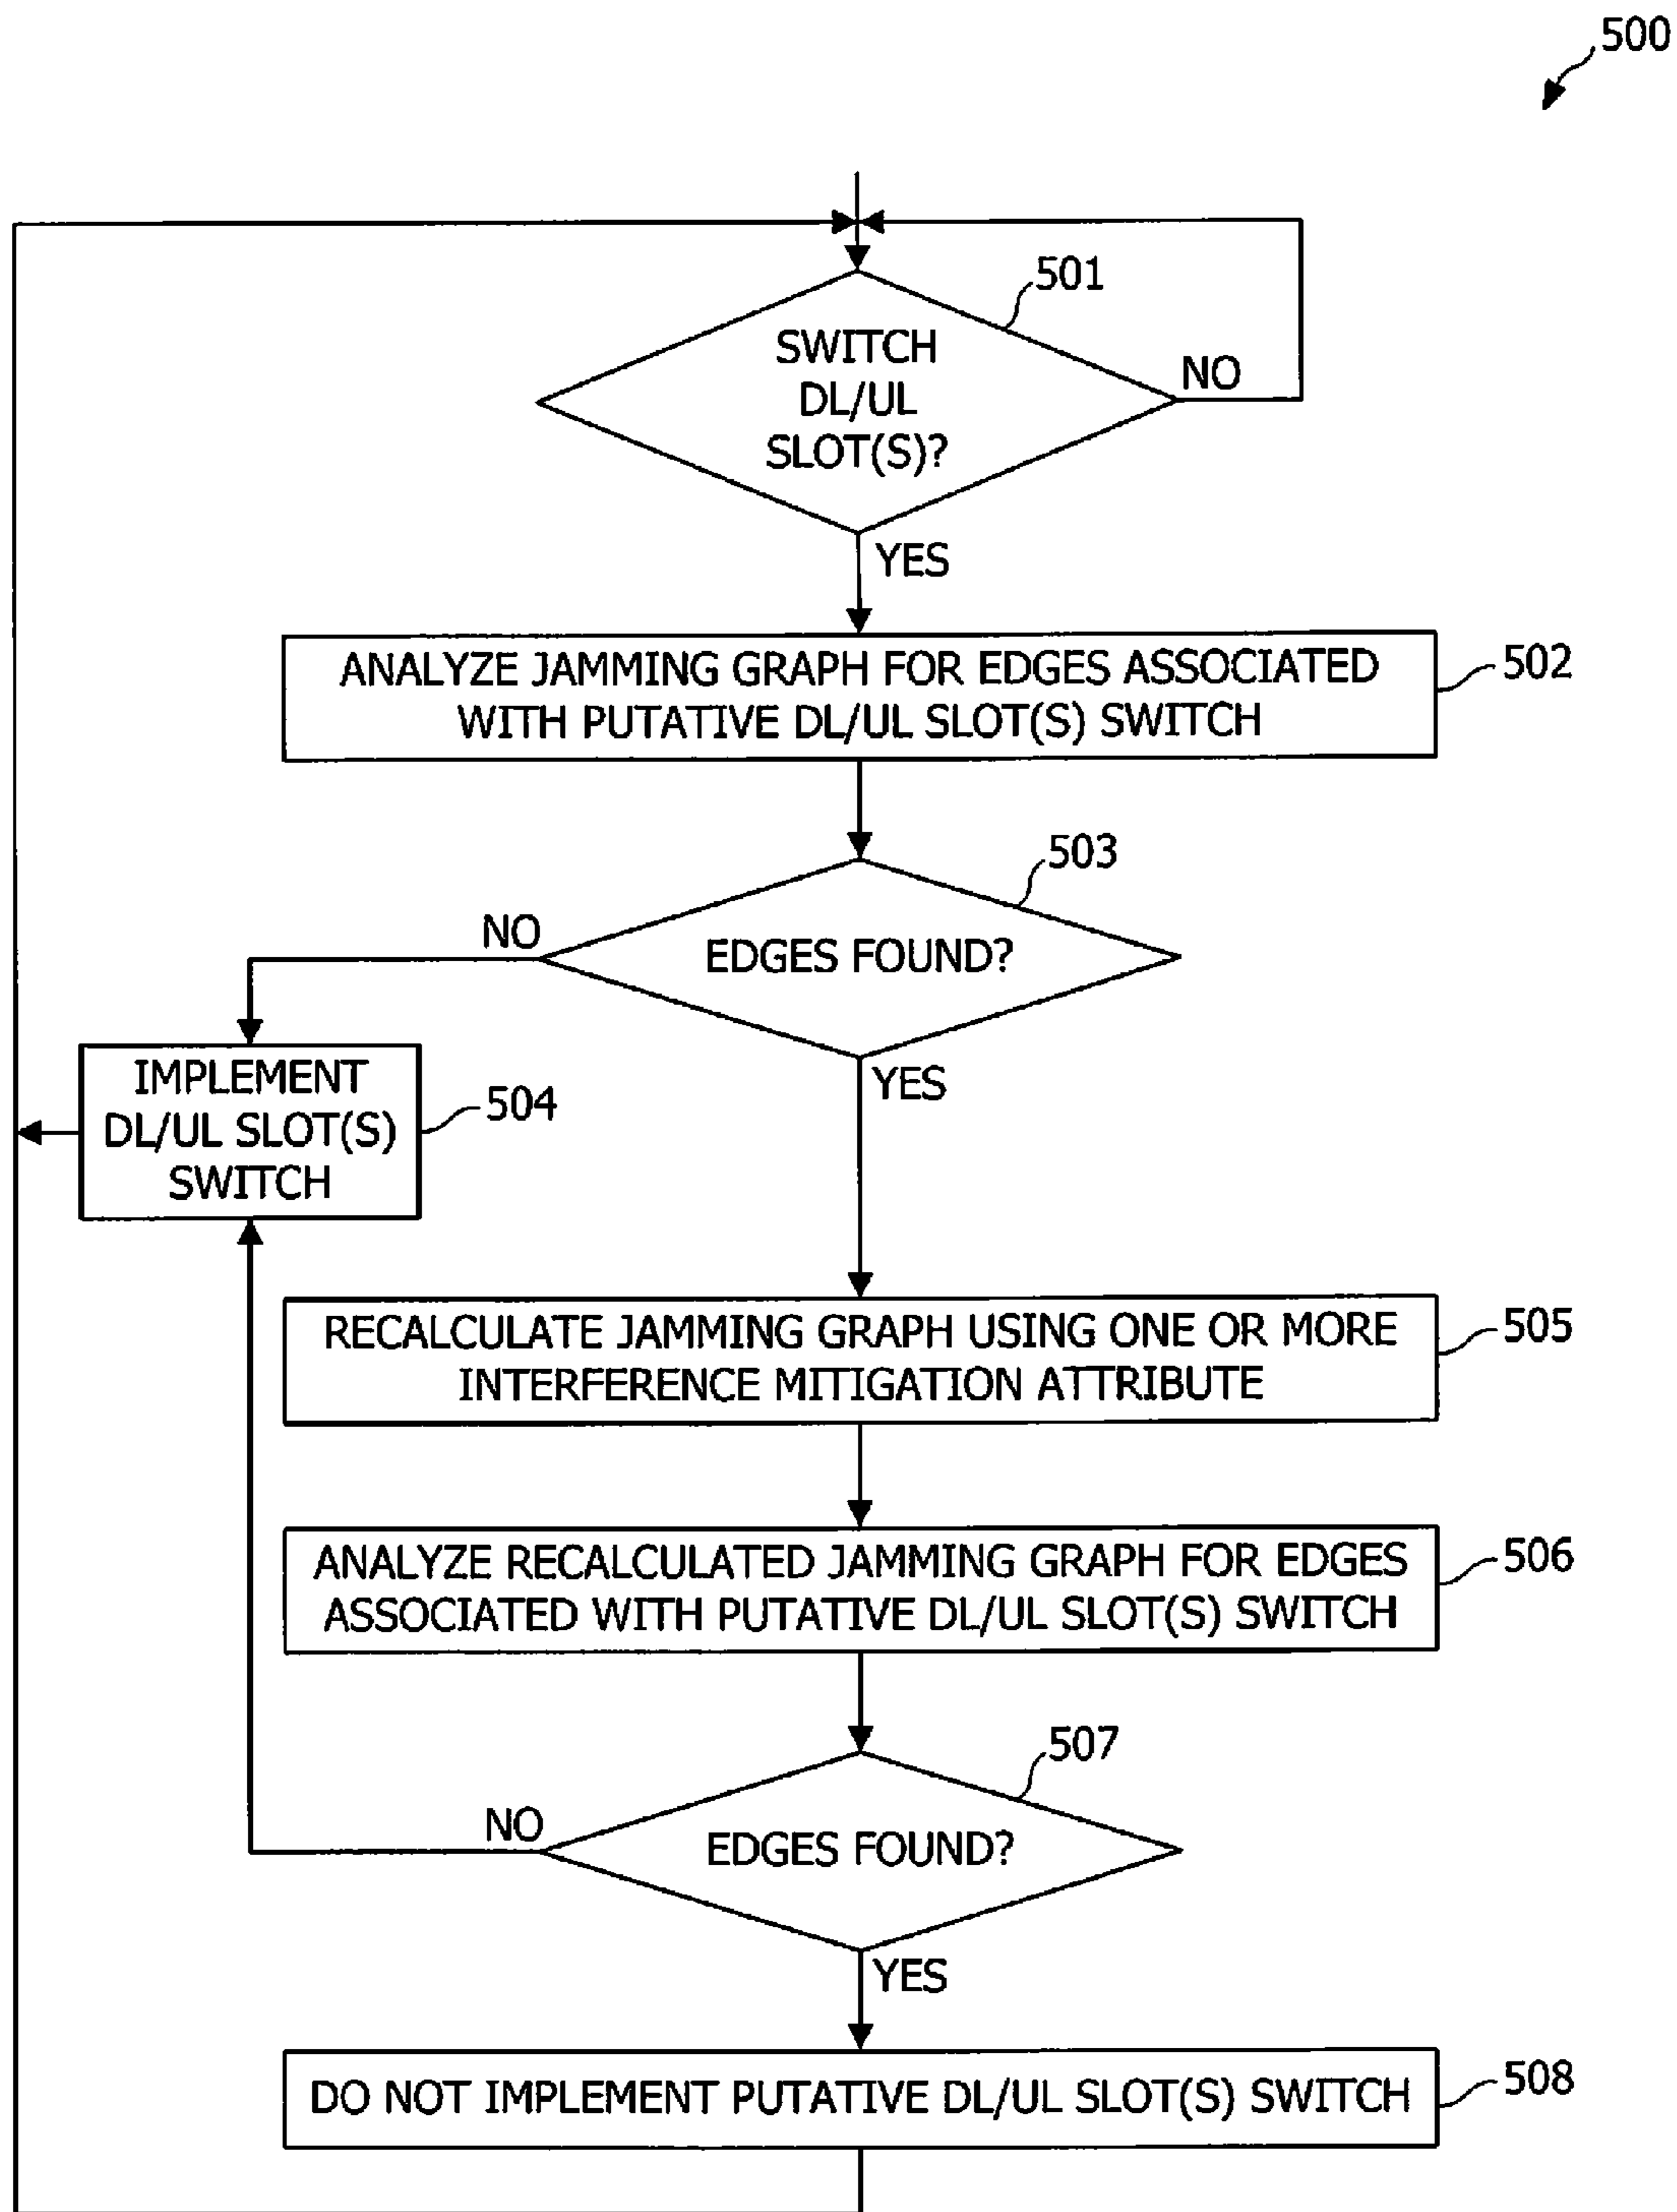 500
501
SWITCH
DL/UL
SLOT(S)?
NO
YES
ANALYZE JAMMING GRAPH FOR EDGES ASSOCIATED
WITH PUTATIVE DL/UL SLOT(S) SWITCH
502
503
NO
EDGES FOUND?
YES
IMPLEMENT
DL/UL SLOT(S)
SWITCH
504
RECALCULATE JAMMING GRAPH USING ONE OR MORE
INTERFERENCE MITIGATION ATTRIBUTE
505
ANALYZE RECALCULATED JAMMING GRAPH FOR EDGES
ASSOCIATED WITH PUTATIVE DL/UL SLOT(S) SWITCH
506
507
NO
EDGES FOUND?
YES
DO NOT IMPLEMENT PUTATIVE DL/UL SLOT(S) SWITCH
508